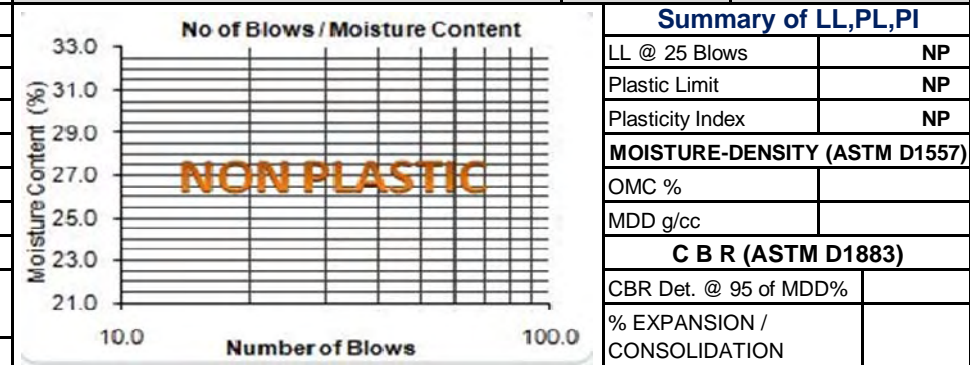 No of Blows / Moisture Content
33.0
31.0
29.0
27.0
25.0
23.0
21.0
Moisture Content (%)
NON PLASTIC
10.0
100.0
Number of Blows
Summary of LL,PL,PI
LL @ 25 Blows NP
Plastic Limit NP
Plasticity Index NP
MOISTURE-DENSITY (ASTM D1557)
OMC %
MDD g/cc
C B R (ASTM D1883)
CBR Det. @ 95 of MDD%
% EXPANSION /
CONSOLIDATION